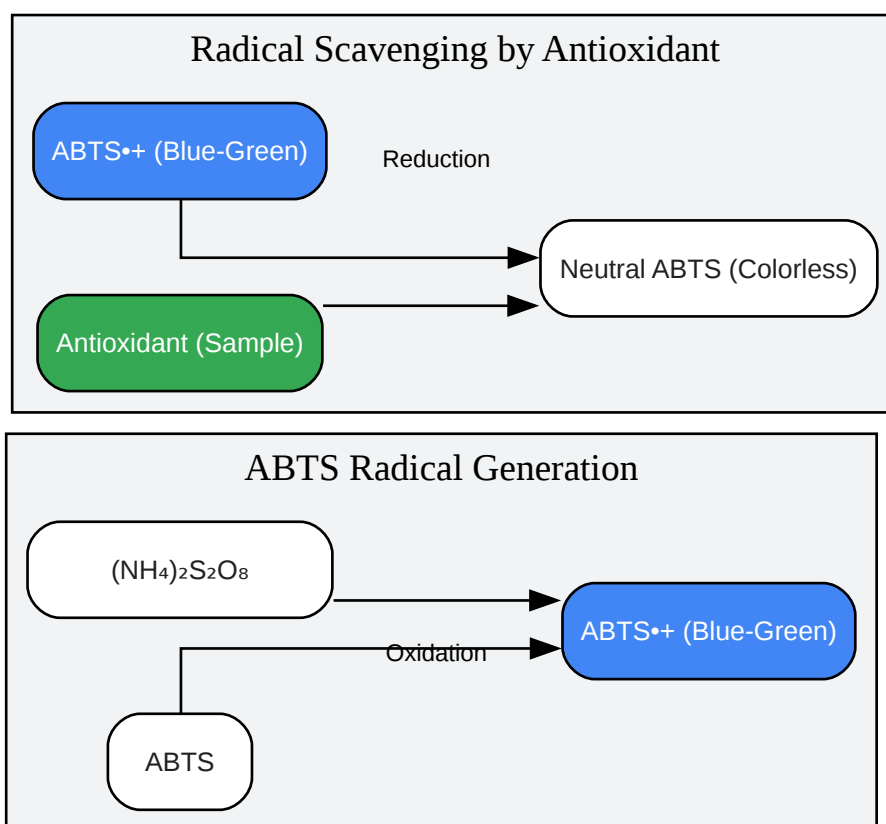 Radical Scavenging by Antioxidant
ABTS•+ (Blue-Green)
Reduction
Neutral ABTS (Colorless)
Antioxidant (Sample)
ABTS Radical Generation
(NH₄)₂S₂O₈
ABTS•+ (Blue-Green)
Oxidation
ABTS